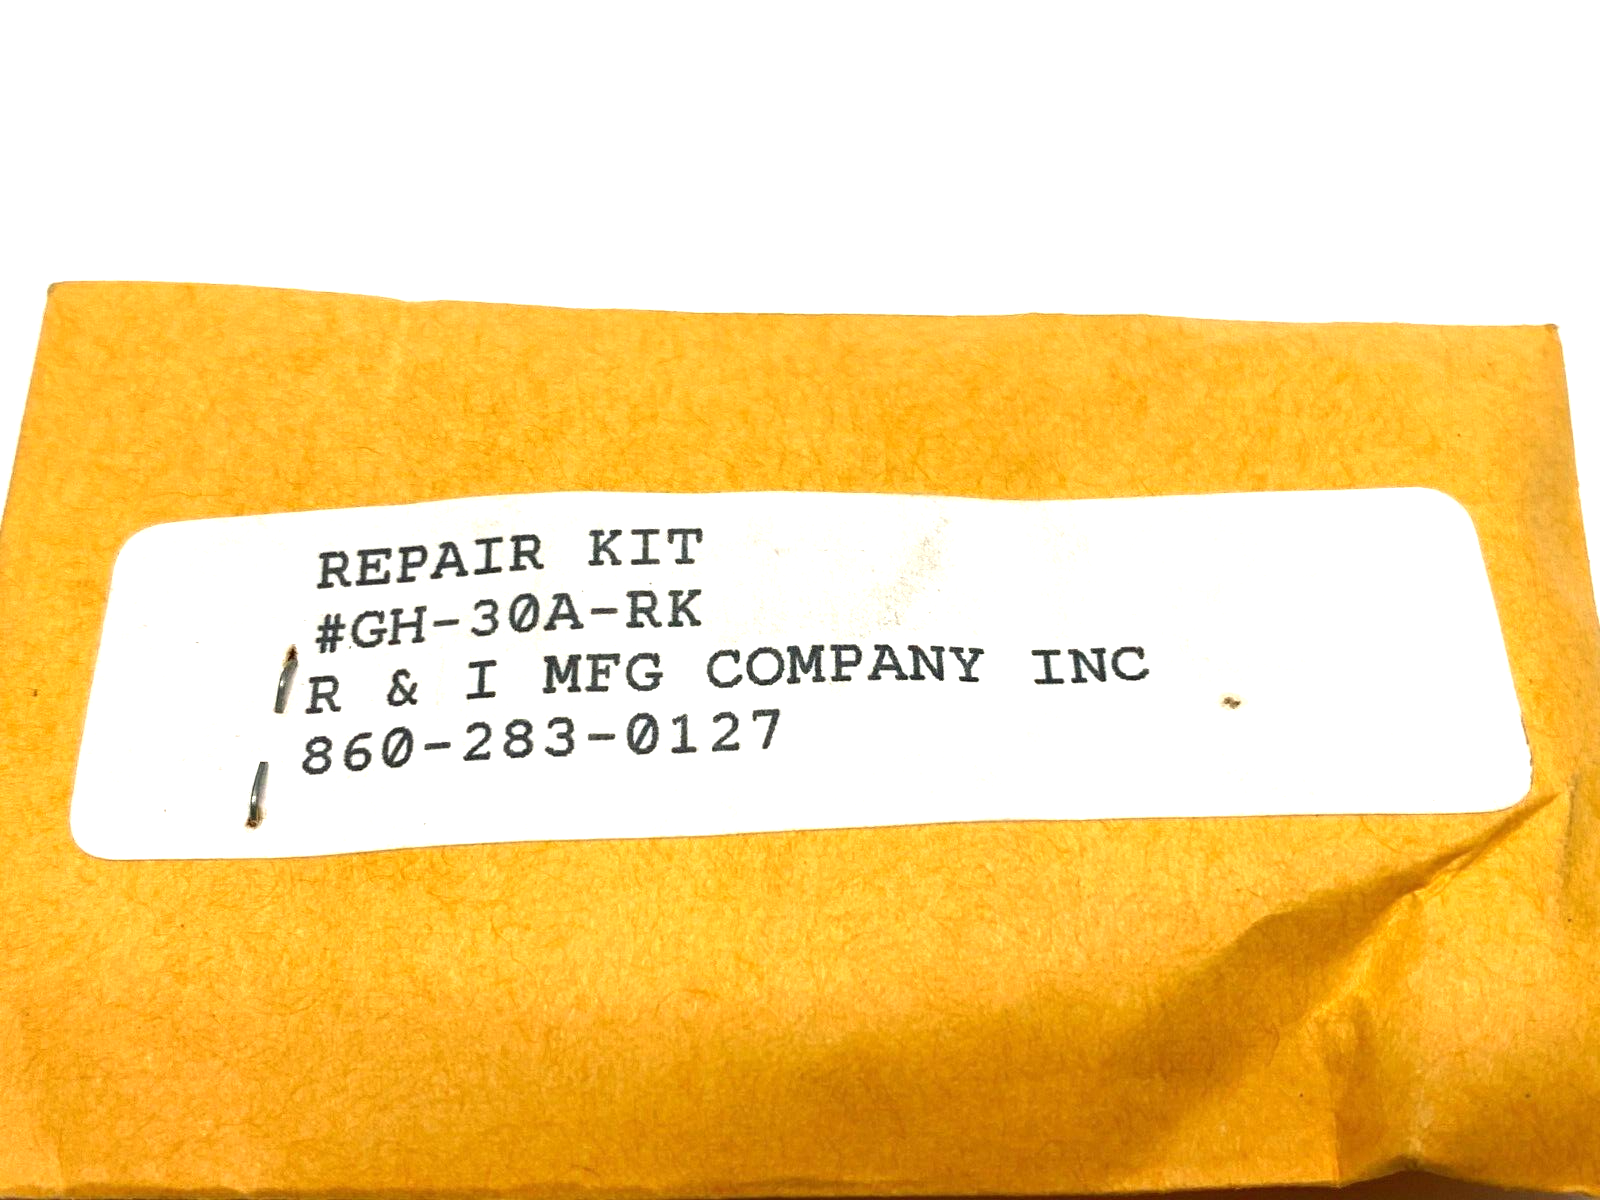 REPAIR KIT
#GH-30A-RK
R & I MFG COMPANY INC
860-283-0127